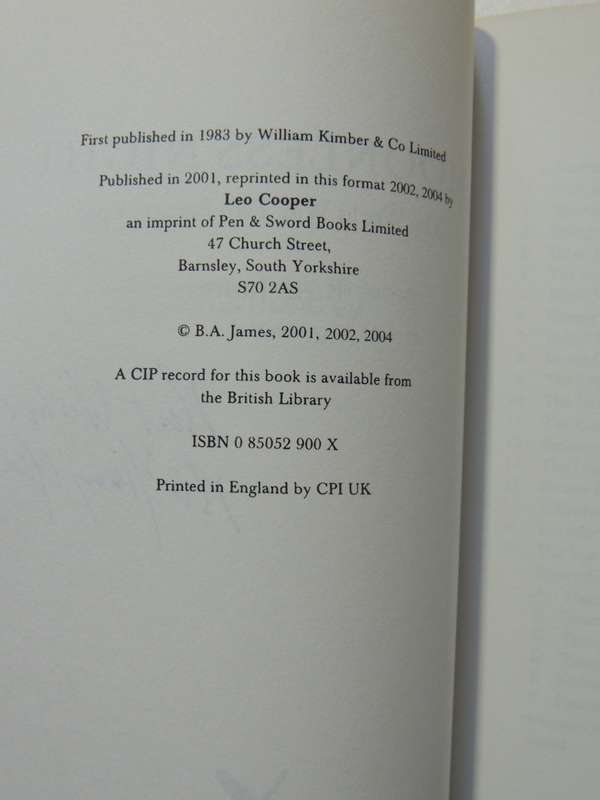 First published in 1983 by William Kimber & Co Limited
Published in 2001, reprinted in this format 2002, 2004 by
Leo Cooper
an imprint of Pen & Sword Books Limited
47 Church Street,
Barnsley, South Yorkshire
S70 2AS
© B.A. James, 2001, 2002, 2004
A CIP record for this book is available from
the British Library
ISBN 0 85052 900 X
Printed in England by CPI UK